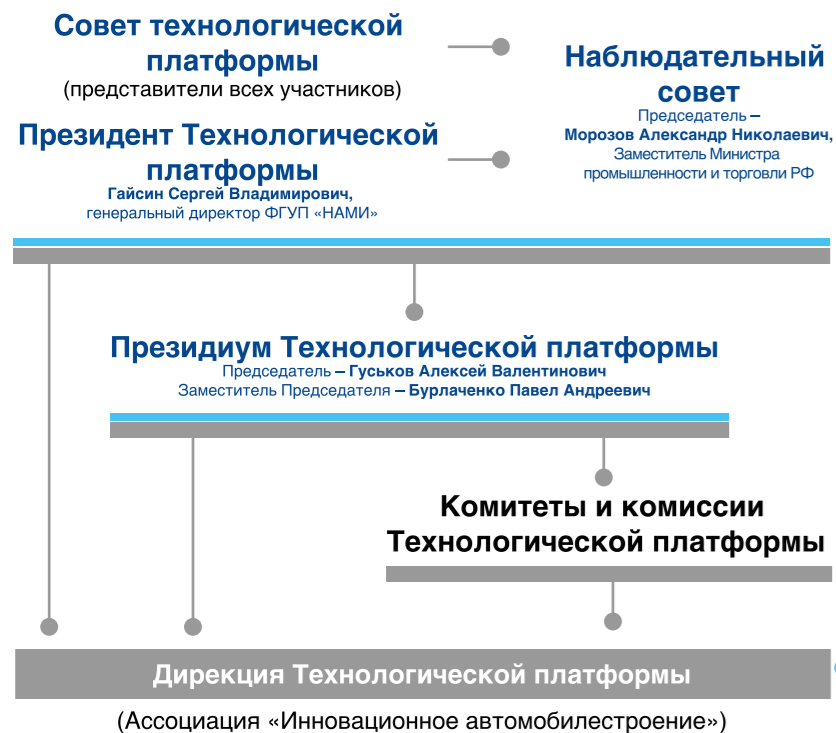 Совет технологической
платформы
(представители всех участников)
Президент Технологической
платформы
Гайсин Сергей Владимирович,
генеральный директор ФГУП «НАМИ»
Наблюдательный
совет
Председатель –
Морозов Александр Николаевич,
Заместитель Министра
промышленности и торговли РФ
Президиум Технологической платформы
Председатель – Гуськов Алексей Валентинович
Заместитель Председателя – Бурлаченко Павел Андреевич
Комитеты и комиссии
Технологической платформы
Дирекция Технологической платформы
(Ассоциация «Инновационное автомобилестроение»)